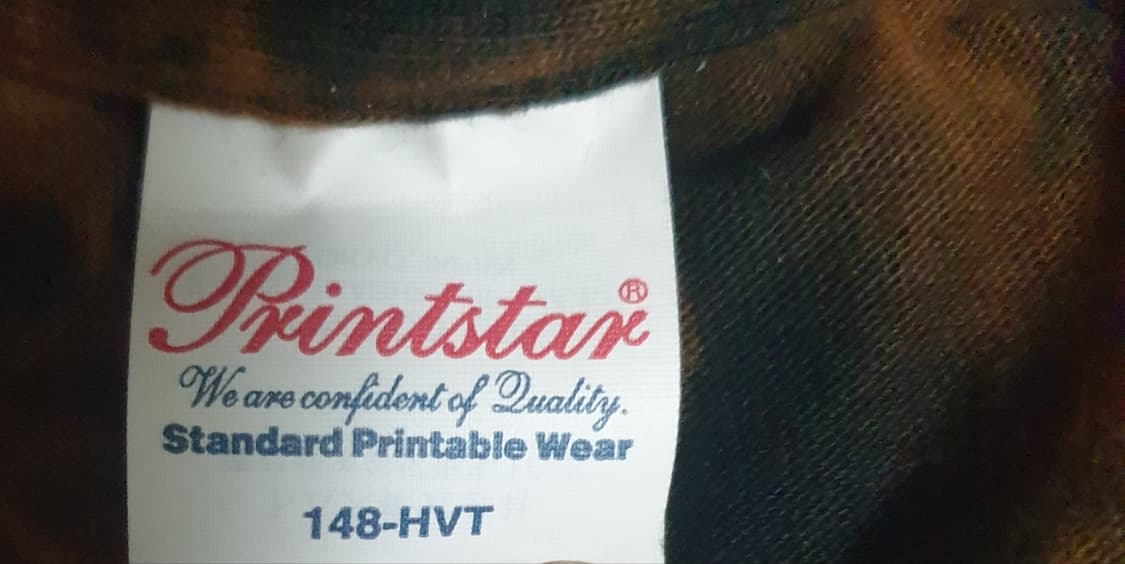 Printstar®
We are confident of Quality.
Standard Printable Wear
148-HVT